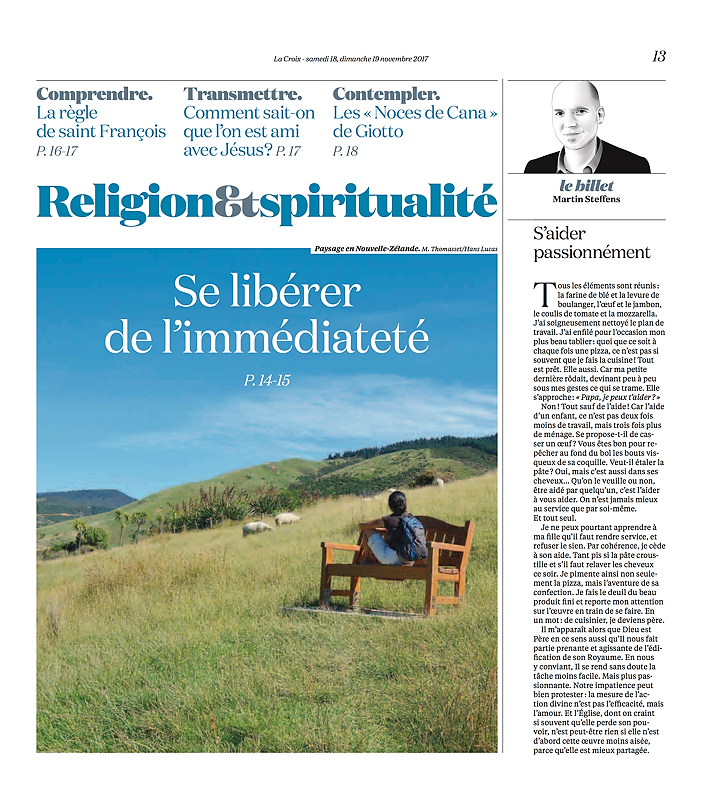 La Croix - samedi 18, dimanche 19 novembre 2017
13
Comprendre.
La règle
de saint François
P. 16-17
Transmettre.
Comment sait-on
que l’on est ami
avec Jésus? P. 17
Contempler.
Les « Noces de Cana »
de Giotto
P. 18
Religion&spiritualité
Paysage en Nouvelle-Zélande. M. Thomasset/Hans Lucas
Se libérer
de l’immédiateté
P. 14-15
le billet
Martin Steffens
S’aider
passionnément
Tous les éléments sont réunis :
la farine de blé et la levure de
boulanger, l’œuf et le jambon,
le coulis de tomate et la mozzarella.
J’ai soigneusement nettoyé le plan de
travail. J’ai enfilé pour l’occasion mon
plus beau tablier : quoi que ce soit à
chaque fois une pizza, ce n’est pas si
souvent que je fais la cuisine ! Tout
est prêt. Elle aussi. Car ma petite
dernière rôdait, devinant peu à peu
sous mes gestes ce qui se trame. Elle
s’approche : « Papa, je peux t’aider ? »
Non ! Tout sauf de l’aide ! Car l’aide
d’un enfant, ce n’est pas deux fois
moins de travail, mais trois fois plus
de ménage. Se propose-t-il de cas-
ser un œuf ? Vous êtes bon pour re-
pêcher au fond du bol les bouts vis-
queux de sa coquille. Veut-il étaler la
pâte ? Oui, mais c’est aussi dans ses
cheveux... Qu’on le veuille ou non,
être aidé par quelqu’un, c’est l’aider
à vous aider. On n’est jamais mieux
au service que par soi-même.
Et tout seul.
Je ne peux pourtant apprendre à
ma fille qu’il faut rendre service, et
refuser le sien. Par cohérence, je cède
à son aide. Tant pis si la pâte crous-
tille et s’il faut relaver les cheveux
ce soir. Je pimente ainsi non seule-
ment la pizza, mais l’aventure de sa
confection. Je fais le deuil du beau
produit fini et reporte mon attention
sur l’œuvre en train de se faire. En
un mot : de cuisinier, je deviens père.
Il m’apparaît alors que Dieu est
Père en ce sens aussi qu’Il nous fait
partie prenante et agissante de l’édi-
fication de son Royaume. En nous
y conviant, Il se rend sans doute la
tâche moins facile. Mais plus pas-
sionnante. Notre impatience peut
bien protester : la mesure de l’ac-
tion divine n’est pas l’efficacité, mais
l’amour. Et l’Église, dont on craint
si souvent qu’elle perde son pou-
voir, n’est peut-être rien si elle n’est
d’abord cette œuvre moins aisée,
parce qu’elle est mieux partagée.